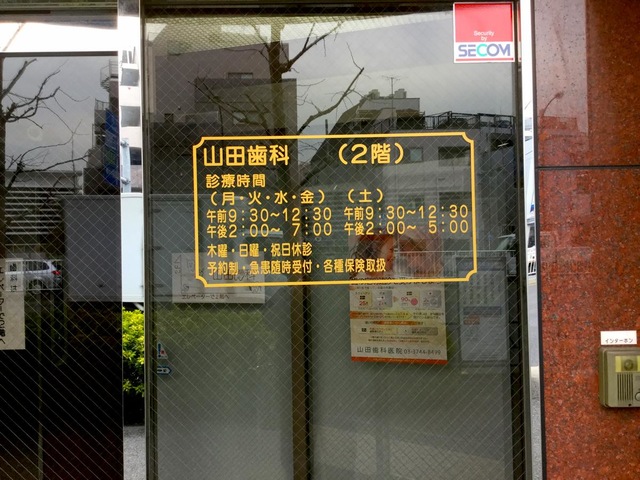 Security
by
SECOM
山田歯科 （2階）
診療時間
（月・火・水・金） （土）
午前9：30～12：30 午前9：30～12：30
午後2：00～ 7：00 午後2：00～ 5：00
木曜・日曜・祝日休診
予約制・急患随時受付・各種保険取扱
山田歯科医院
インターホン